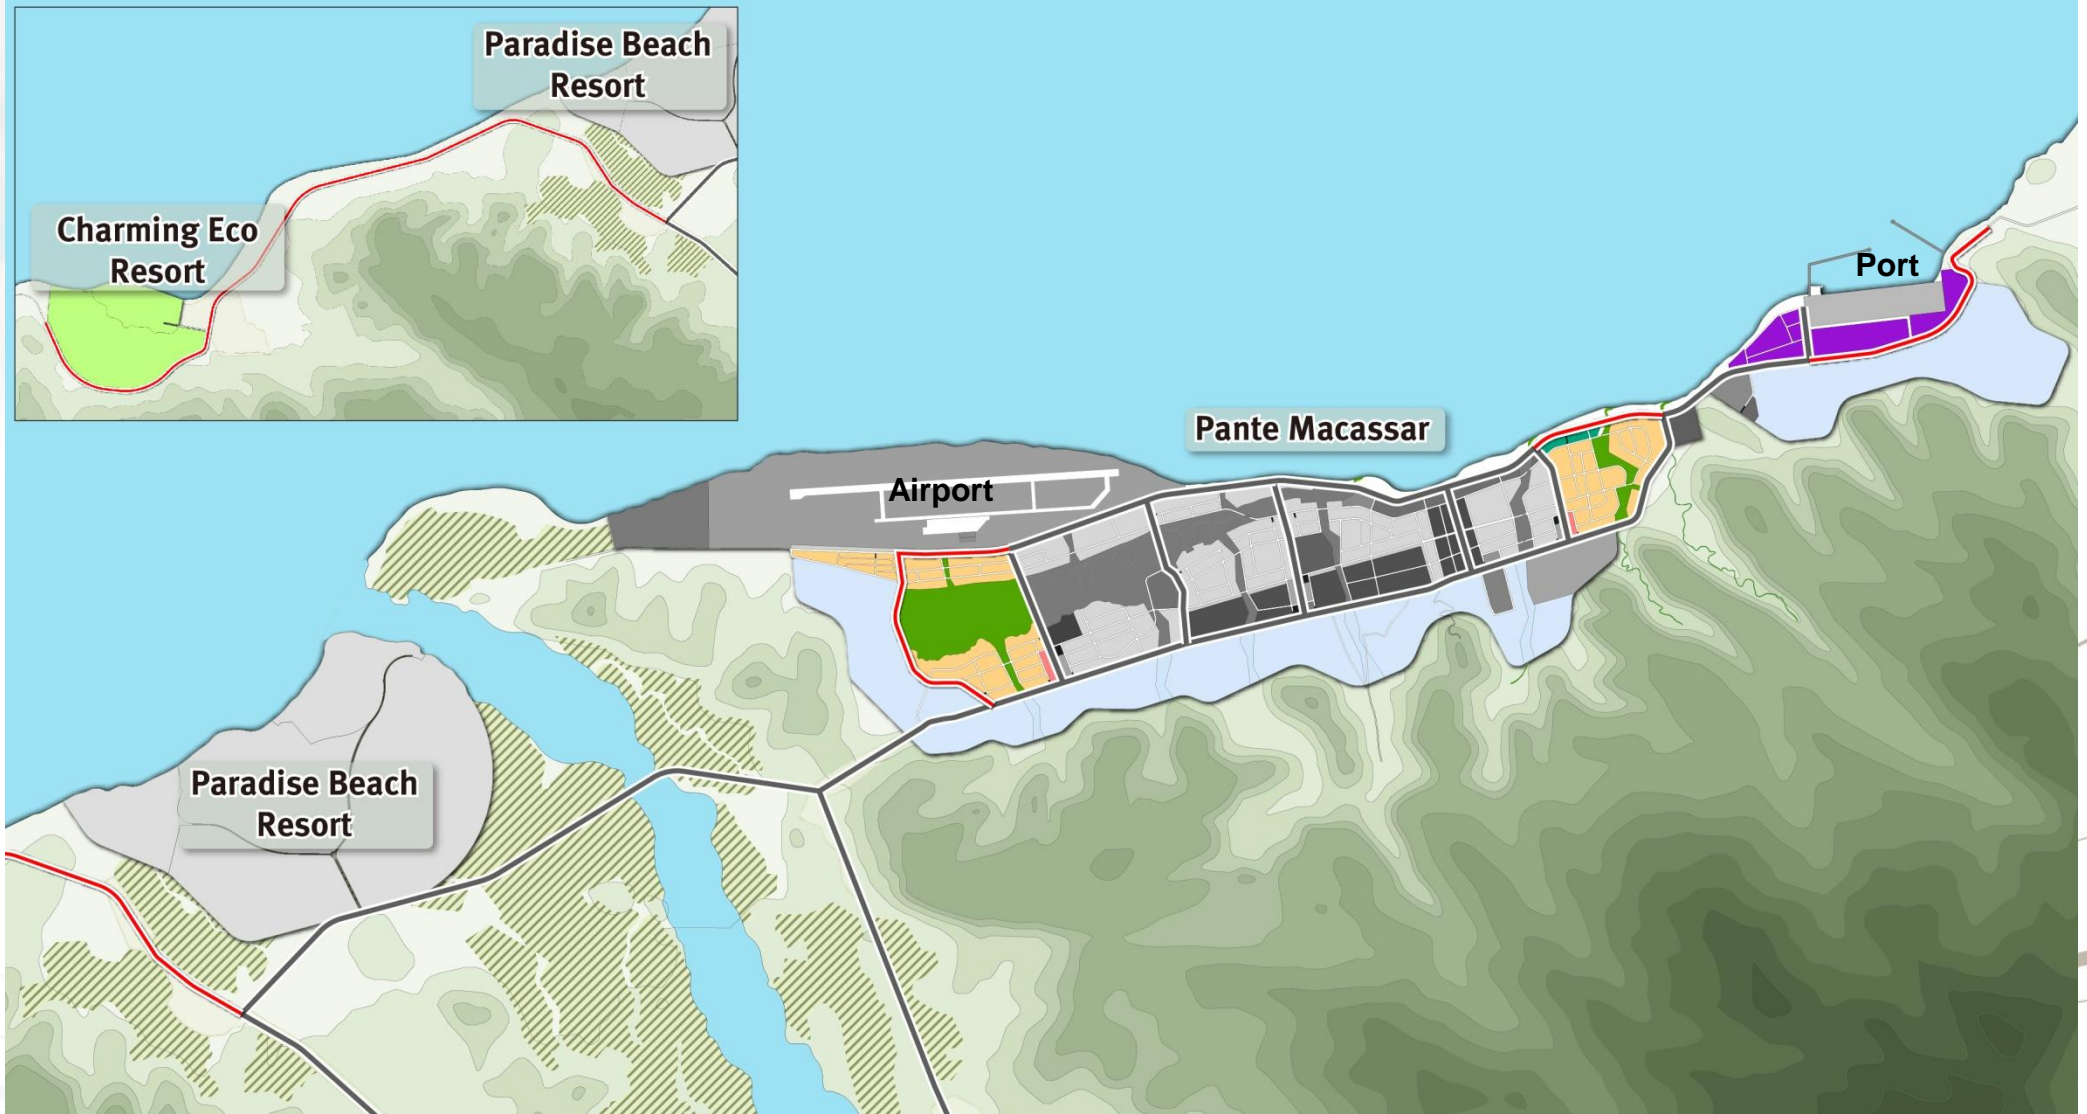 Paradise Beach
Resort
Charming Eco
Resort
Port
Pante Macassar
Airport
Paradise Beach
Resort